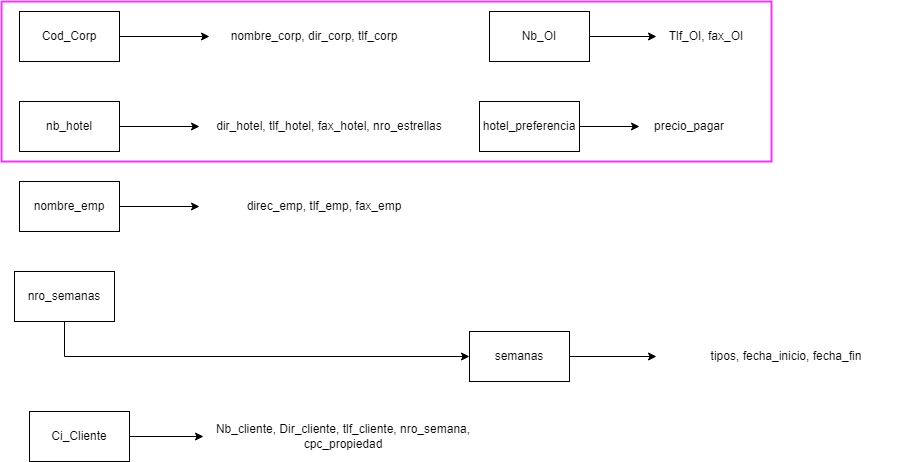 Cod_Corp
nombre_corp, dir_corp, tlf_corp
Nb_OI
Tlf_OI, fax_OI
nb_hotel
dir_hotel, tlf_hotel, fax_hotel, nro_estrellas
hotel_preferencia
precio_pagar
nombre_emp
direc_emp, tlf_emp, fax_emp
nro_semanas
semanas
tipos, fecha_inicio, fecha_fin
Ci_Cliente
Nb_cliente, Dir_cliente, tlf_cliente, nro_semana,
cpc_propiedad